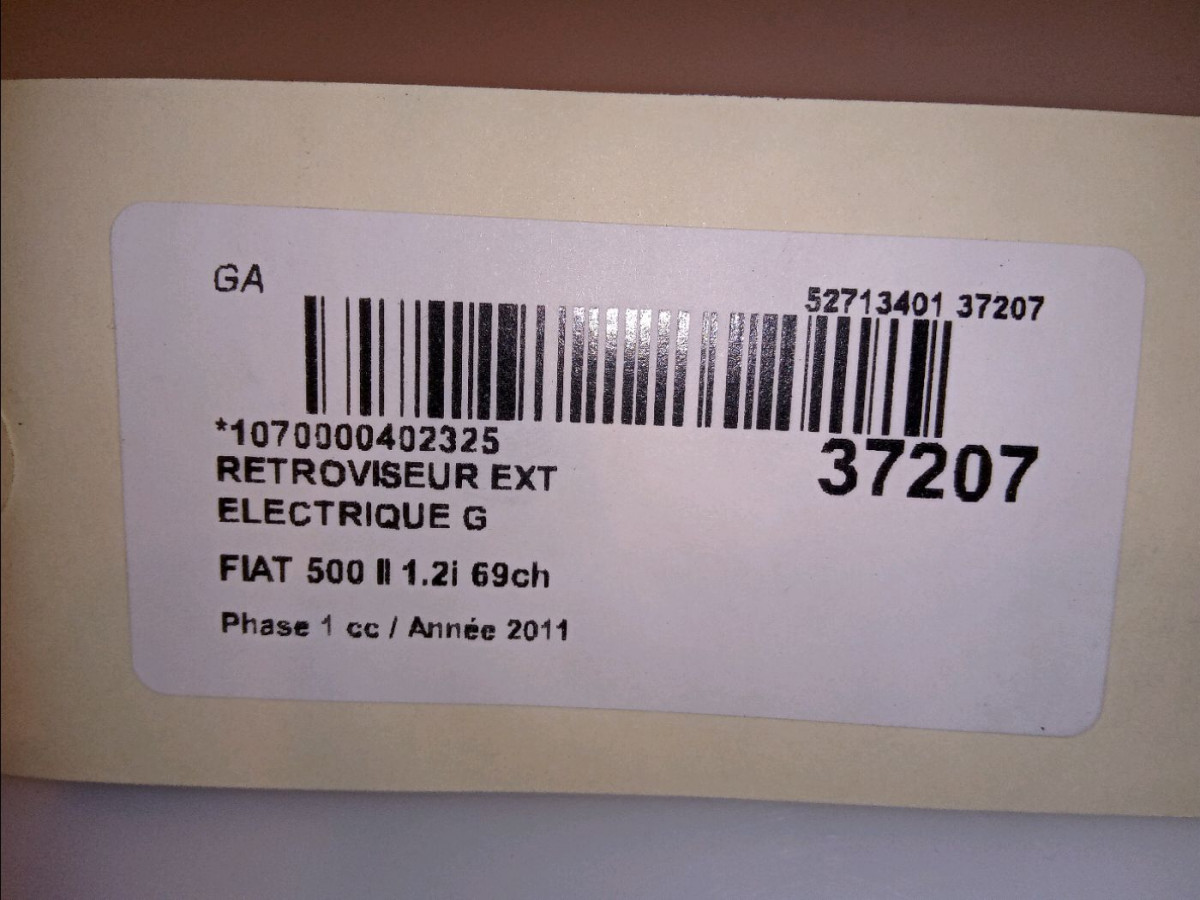 GA
52713401 37207
*1070000402325
37207
RETROVISEUR EXT
ELECTRIQUE G
FIAT 500 II 1.2i 69ch
Phase 1 cc / Année 2011